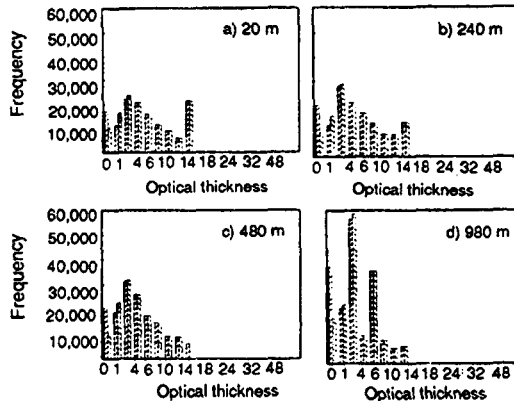 60,000
50,000
40,000
30,000
20,000
10,000
Frequency
a) 20 m
0 1 4 6 8 10 14 18 24 32 48
Optical thickness
b) 240 m
0 1 4 6 8 10 14 18 24 32 48
Optical thickness
60,000
50,000
40,000
30,000
20,000
10,000
Frequency
c) 480 m
0 1 4 6 8 10 14 18 24 32 48
Optical thickness
d) 980 m
0 1 4 6 8 10 14 18 24 32 48
Optical thickness